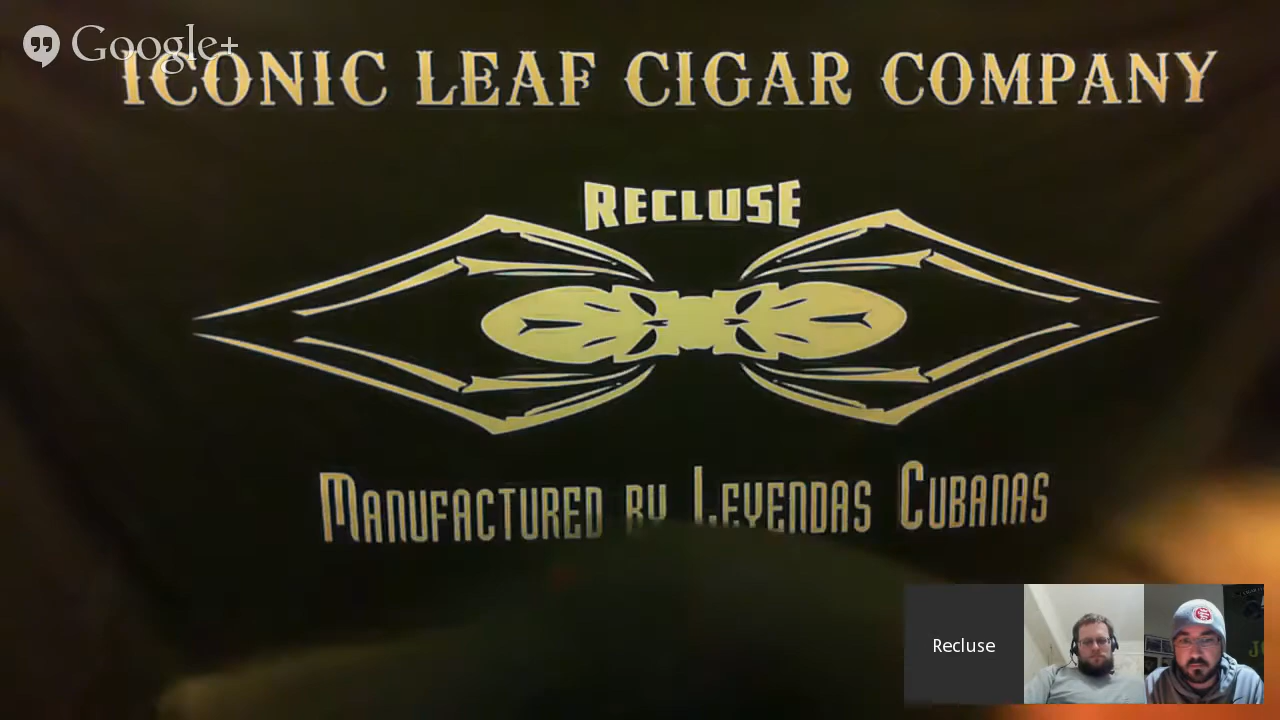 Google+
ICONIC LEAF CIGAR COMPANY
RECLUSE
MANUFACTURED BY LEYENDAS CUBANAS
Recluse